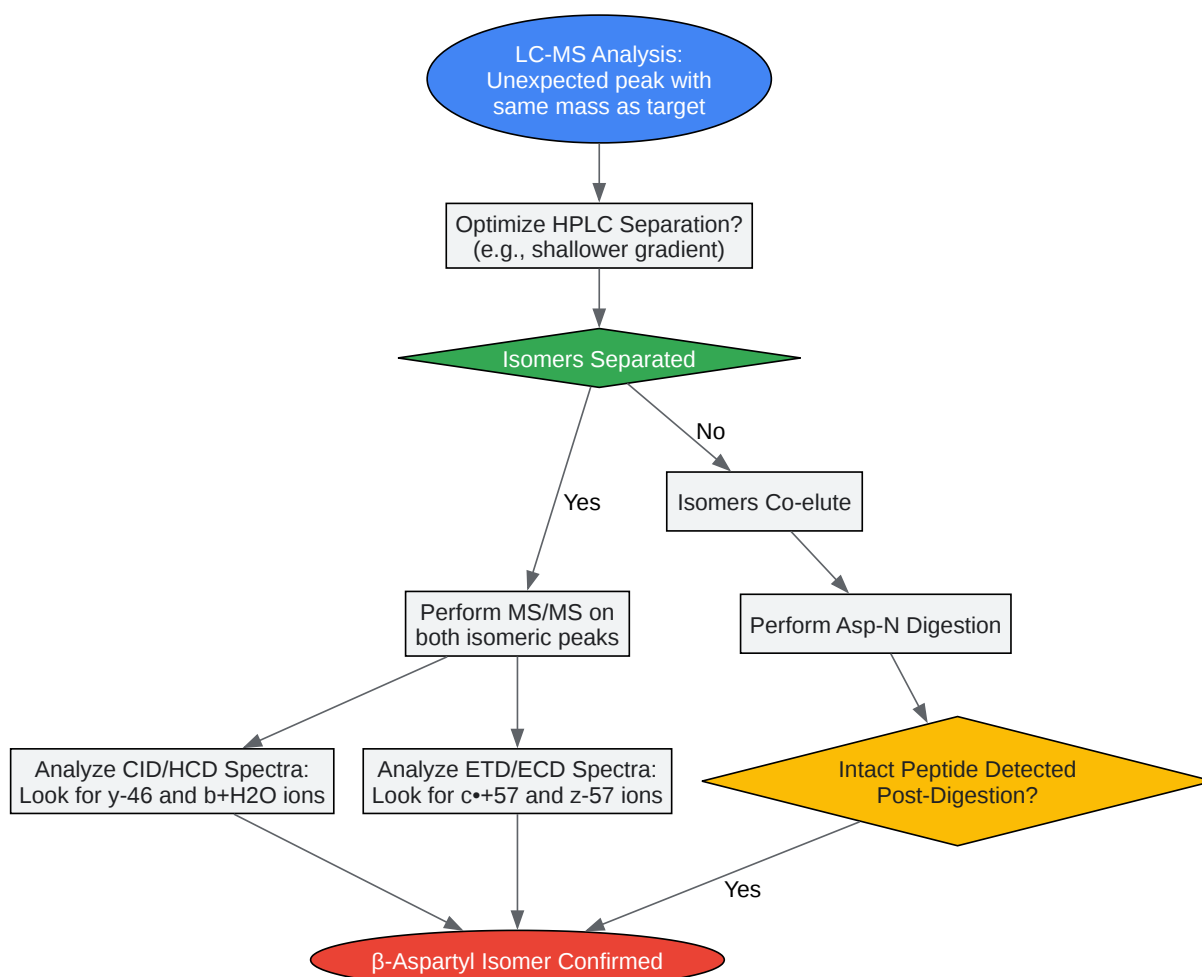 LC-MS Analysis:
Unexpected peak with
same mass as target
Optimize HPLC Separation?
(e.g., shallower gradient)
Isomers Separated
No
Yes
Isomers Co-elute
Perform MS/MS on
both isomeric peaks
Perform Asp-N Digestion
Analyze CID/HCD Spectra:
Look for y-46 and b+H2O ions
Analyze ETD/ECD Spectra:
Look for c•+57 and z-57 ions
Intact Peptide Detected
Post-Digestion?
Yes
β-Aspartyl Isomer Confirmed